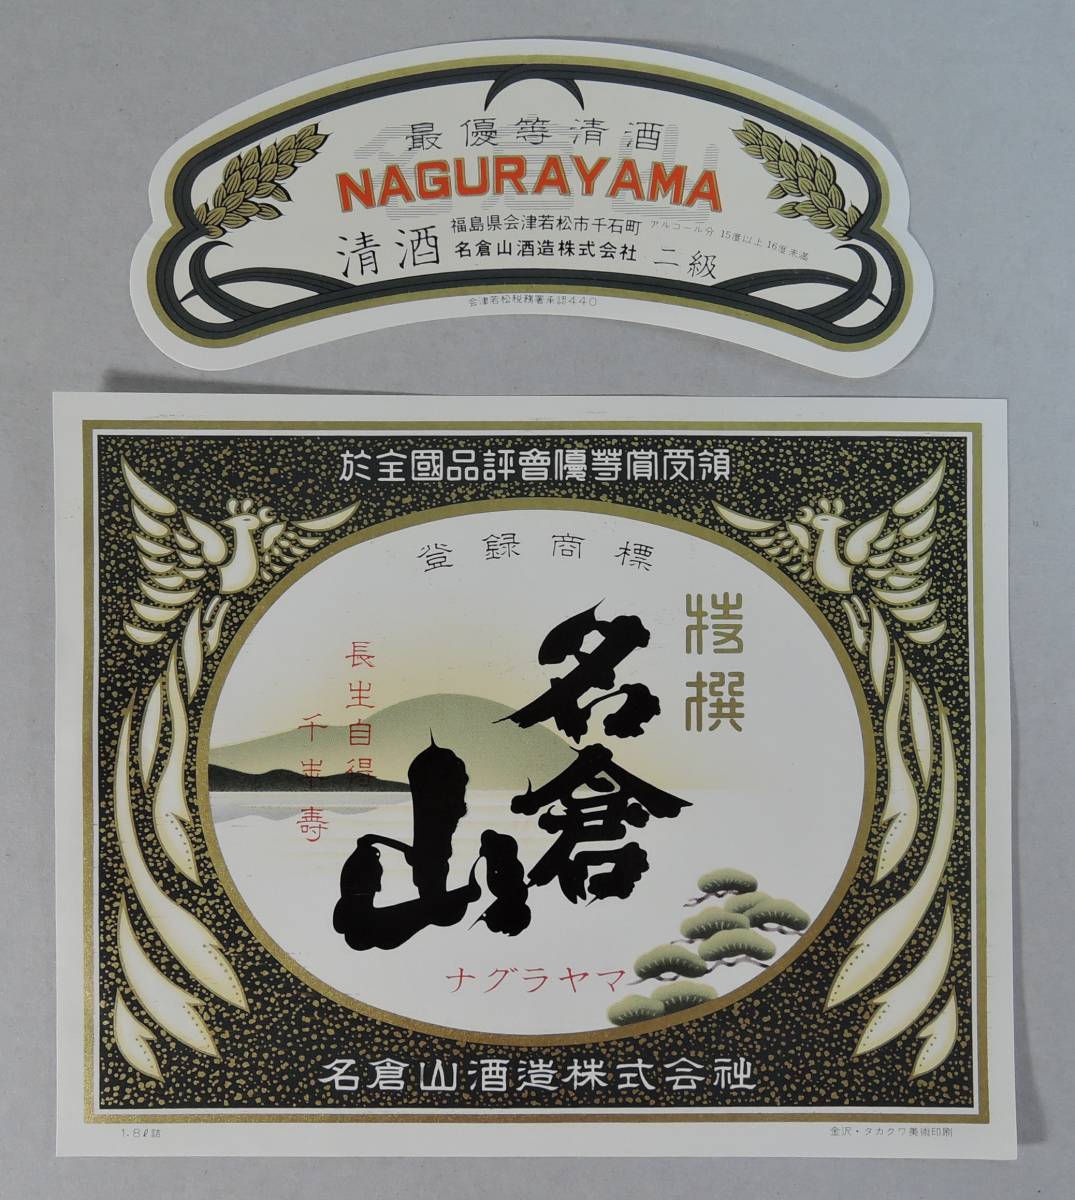 最優等清酒
NAGURAYAMA
清酒
福島県会津若松市千石町
名倉山酒造株式会社
アルコール分 15度以上 16度未満
二級
会津若松税務署承認440
於全國品評會優等賞受領
登録商標
特撰
名倉山
長生自得
千年壽
ナグラヤマ
名倉山酒造株式会社
1.8ℓ詰
金沢・タカクワ美術印刷